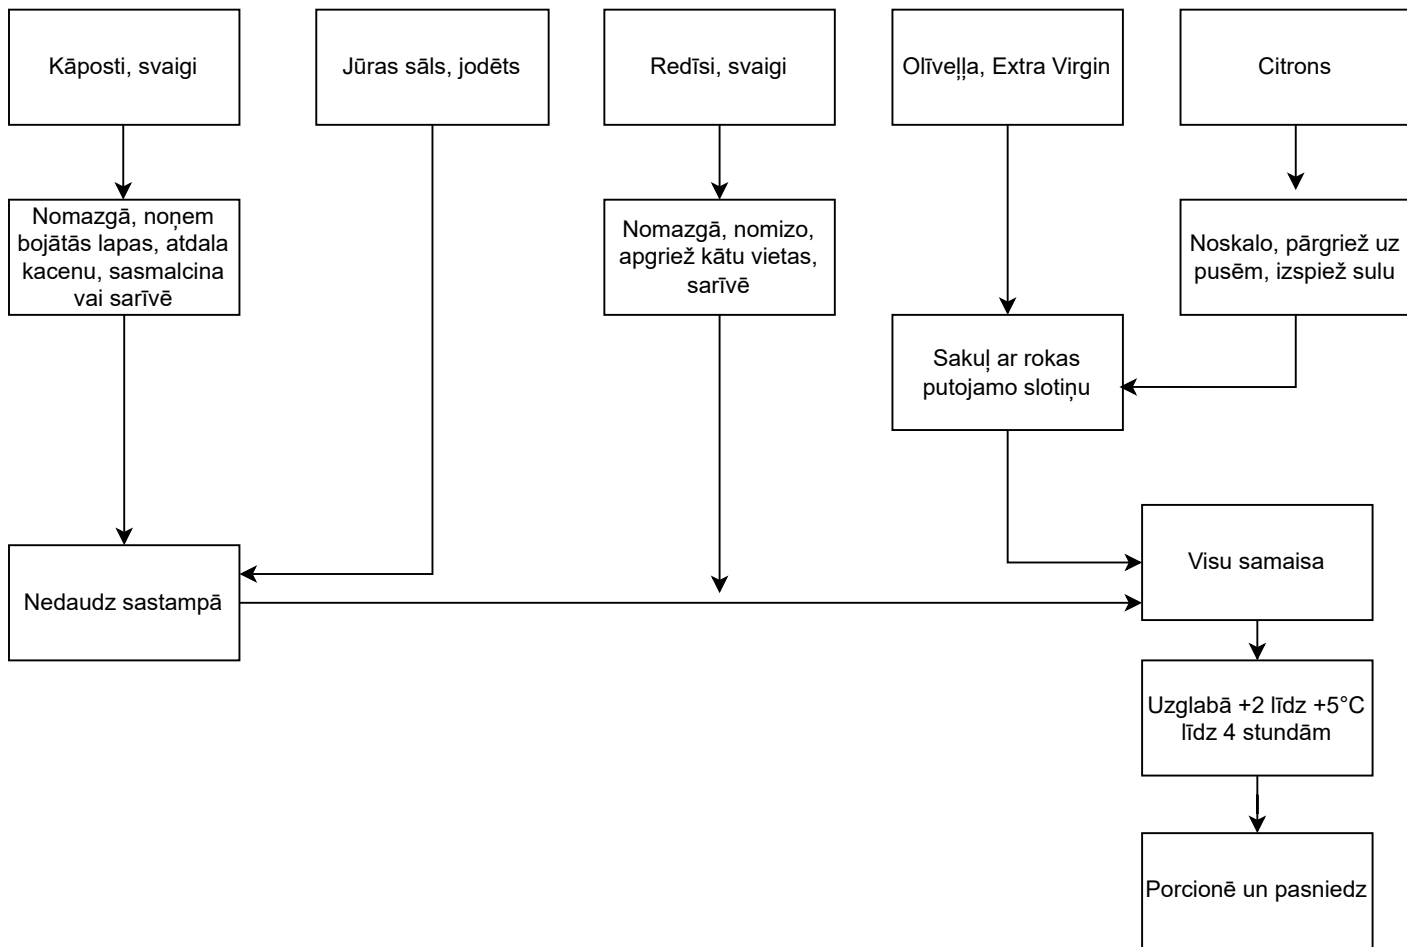 Kāposti, svaigi
Jūras sāls, jodēts
Redīsi, svaigi
Olīveļļa, Extra Virgin
Citrons
Nomazgā, noņem
bojātās lapas, atdala
kacenu, sasmalcina
vai sarīvē
Nomazgā, nomizo,
apgriež kātu vietas,
sarīvē
Noskalo, pārgriež uz
pusēm, izspiež sulu
Sakuļ ar rokas
putojamo slotiņu
Visu samaisa
Nedaudz sastampā
Uzglabā +2 līdz +5°C
līdz 4 stundām
Porcionē un pasniedz